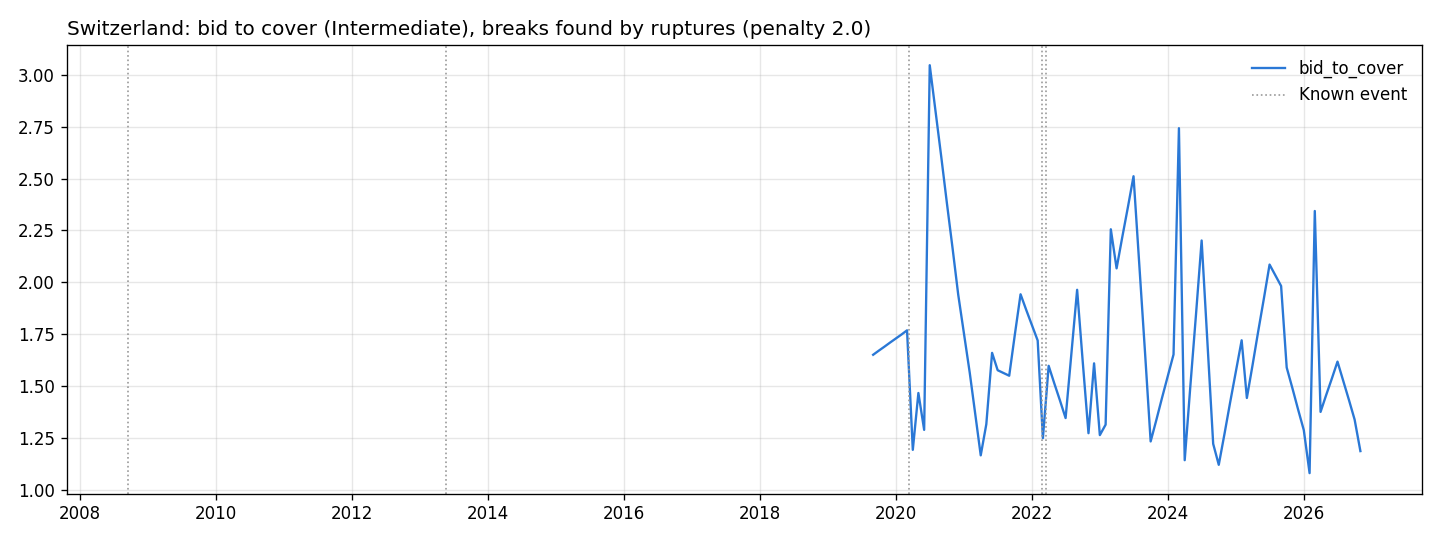 Switzerland: bid to cover (Intermediate), breaks found by ruptures (penalty 2.0)
bid_to_cover
Known event
3.00
2.75
2.50
2.25
2.00
1.75
1.50
1.25
1.00
2008 2010 2012 2014 2016 2018 2020 2022 2024 2026